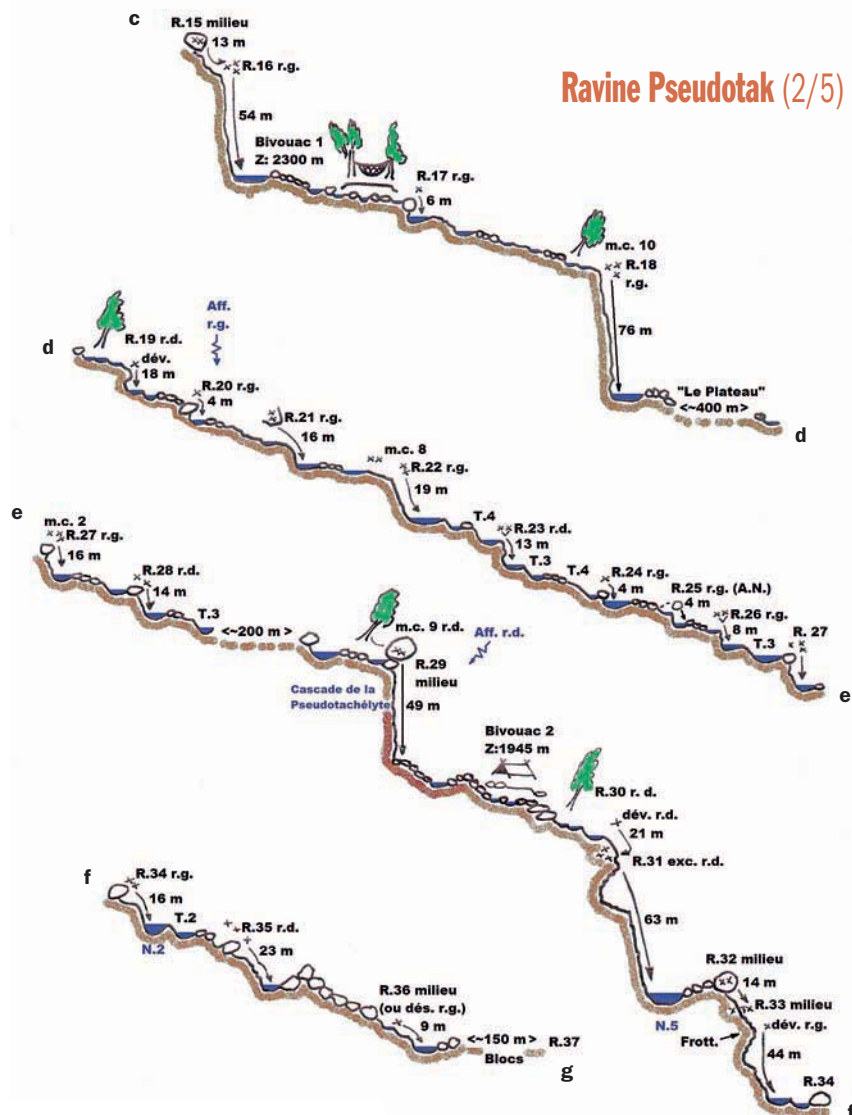 Ravine Pseudotak (2/5)
c
R.15 milieu
13 m
R.16 r.g.
54 m
Bivouac 1
Z: 2300 m
R.17 r.g.
6 m
m.c. 10
R.18
r.g.
76 m
"Le Plateau"
<~400 m>
d
d
R.19 r.d.
dév.
18 m
Aff.
r.g.
R.20 r.g.
4 m
R.21 r.g.
16 m
m.c. 8
R.22 r.g.
19 m
T.4
R.23 r.d.
13 m
T.3
T.4
R.24 r.g.
4 m
R.25 r.g. (A.N.)
4 m
R.26 r.g.
8 m
T.3
R. 27
e
e
m.c. 2
R.27 r.g.
16 m
R.28 r.d.
14 m
T.3
<~200 m>
m.c. 9 r.d.
Aff. r.d.
R.29
milieu
49 m
Cascade de la
Pseudotachélyte
Bivouac 2
Z:1945 m
R.30 r. d.
dév. r.d.
21 m
R.31 exc. r.d.
63 m
N.5
R.32 milieu
14 m
R.33 milieu
dév. r.g.
Frott.
44 m
R.34
f
f
R.34 r.g.
16 m
N.2
T.2
R.35 r.d.
23 m
R.36 milieu
(ou dés. r.g.)
9 m
<~150 m>
Blocs
R.37
g